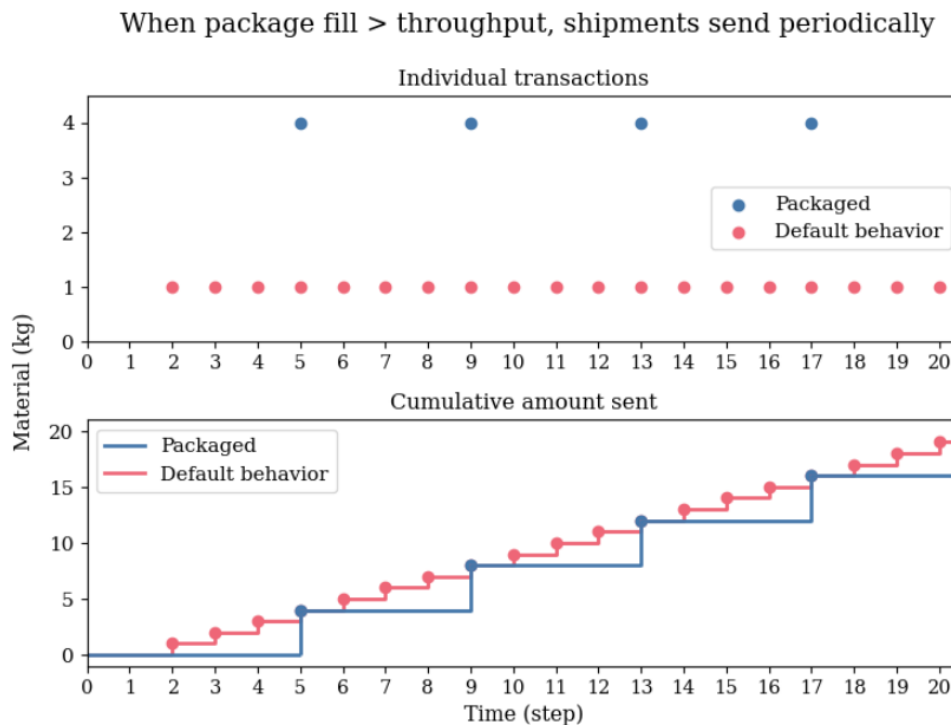 When package fill > throughput, shipments send periodically
Individual transactions
4
3
2
1
0
Packaged
Default behavior
0 1 2 3 4 5 6 7 8 9 10 11 12 13 14 15 16 17 18 19 20
Material (kg)
Cumulative amount sent
20
15
10
5
0
Packaged
Default behavior
0 1 2 3 4 5 6 7 8 9 10 11 12 13 14 15 16 17 18 19 20
Time (step)